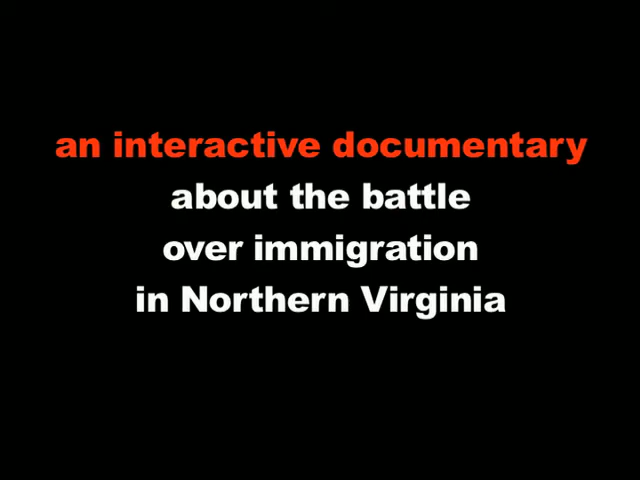 an interactive documentary
about the battle
over immigration
in Northern Virginia